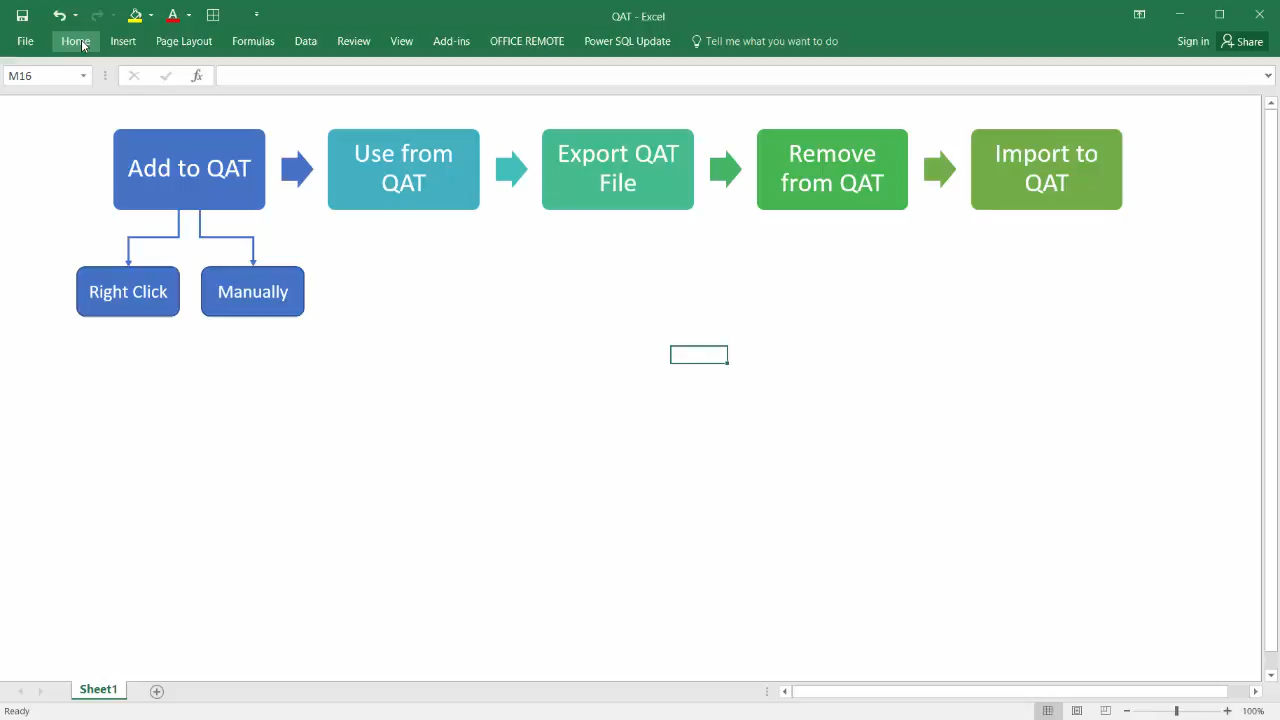 QAT - Excel
File Home Insert Page Layout Formulas Data Review View Add-ins OFFICE REMOTE Power SQL Update Tell me what you want to do Sign in Share
M16 fx
Add to QAT
Use from
QAT
Export QAT
File
Remove
from QAT
Import to
QAT
Right Click
Manually
Sheet1
Ready 100%